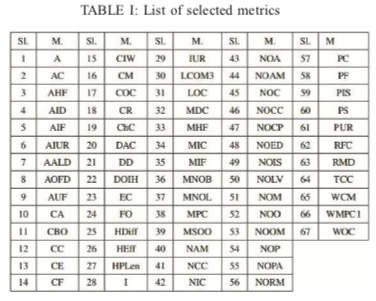 TABLE I: List of selected metrics
Sl. M. Sl. M. Sl. M. Sl. M. Sl. M
1 A 15 CIW 29 IUR 43 NOA 57 PC
2 AC 16 CM 30 LCOM3 44 NOAM 58 PF
3 AHF 17 COC 31 LOC 45 NOC 59 PIS
4 AID 18 CR 32 MDC 46 NOCC 60 PS
5 AIF 19 ChC 33 MHF 47 NOCP 61 PUR
6 AIUR 20 DAC 34 MIC 48 NOED 62 RFC
7 AALD 21 DD 35 MIF 49 NOIS 63 RMD
8 AOFD 22 DOIH 36 MNOB 50 NOLV 64 TCC
9 AUF 23 EC 37 MNOL 51 NOM 65 WCM
10 CA 24 FO 38 MPC 52 NOO 66 WMPC1
11 CBO 25 HDiff 39 MSOO 53 NOOM 67 WOC
12 CC 26 HEff 40 NAM 54 NOP
13 CE 27 HPLen 41 NCC 55 NOPA
14 CF 28 I 42 NIC 56 NORM